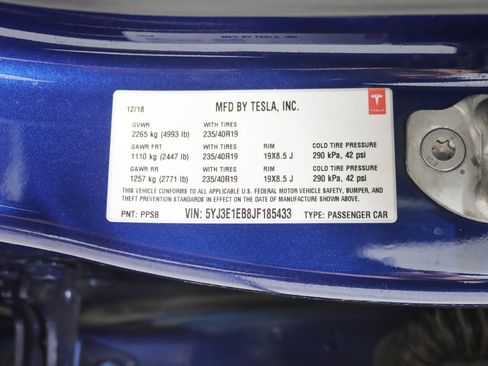 12/18 MFD BY TESLA, INC.
GVWR WITH TIRES
2265 kg (4993 lb) 235/40R19
GAWR FRT WITH TIRES RIM COLD TIRE PRESSURE
1110 kg (2447 lb) 235/40R19 19X8.5 J 290 kPa, 42 psi
GAWR RR WITH TIRES RIM COLD TIRE PRESSURE
1257 kg (2771 lb) 235/40R19 19X8.5 J 290 kPa, 42 psi
THIS VEHICLE CONFORMS TO ALL APPLICABLE U.S. FEDERAL MOTOR VEHICLE SAFETY, BUMPER, AND
THEFT PREVENTION STANDARDS IN EFFECT ON THE DATE OF MANUFACTURE SHOWN ABOVE.
PNT: PPSB VIN: 5YJ3E1EB8JF185433 TYPE: PASSENGER CAR
TESLA